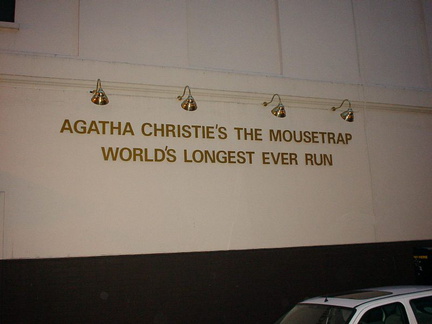 AGATHA CHRISTIE'S THE MOUSETRAP
WORLD'S LONGEST EVER RUN